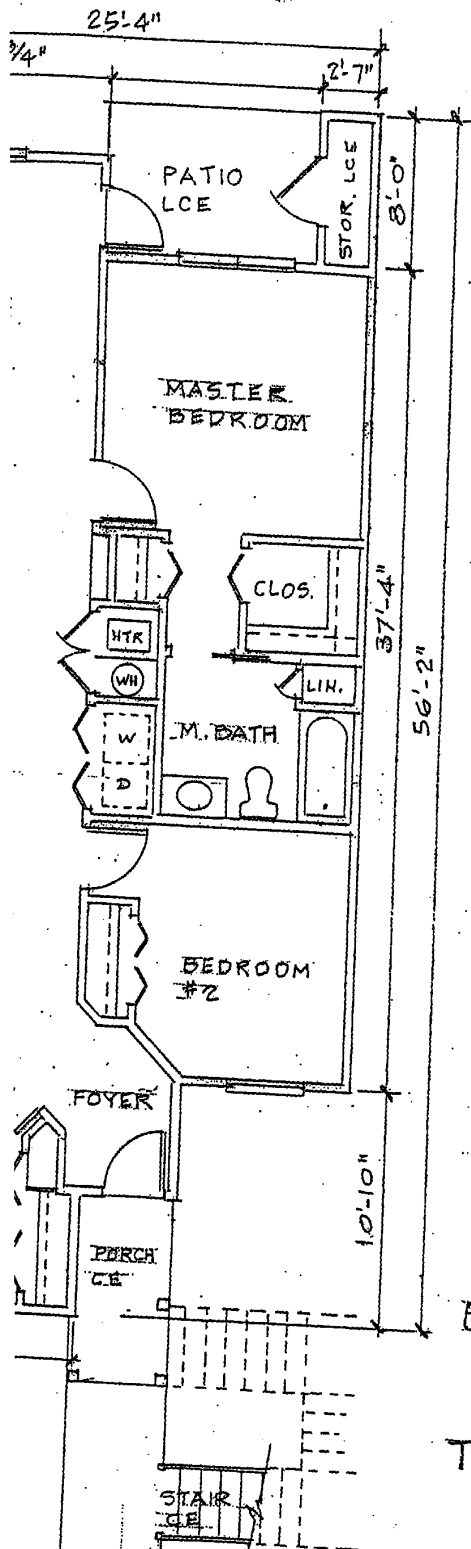 25'-4"
3/4"
2'-7"
PATIO
LCE
STOR. LCE
8'-0"
MASTER
BEDROOM
CLOS.
37'-4"
56'-2"
HTR
WH
LIN.
W
M. BATH
D
BEDROOM
#2
FOYER
10'-10"
PORCH
CE
STAIR
CE
T